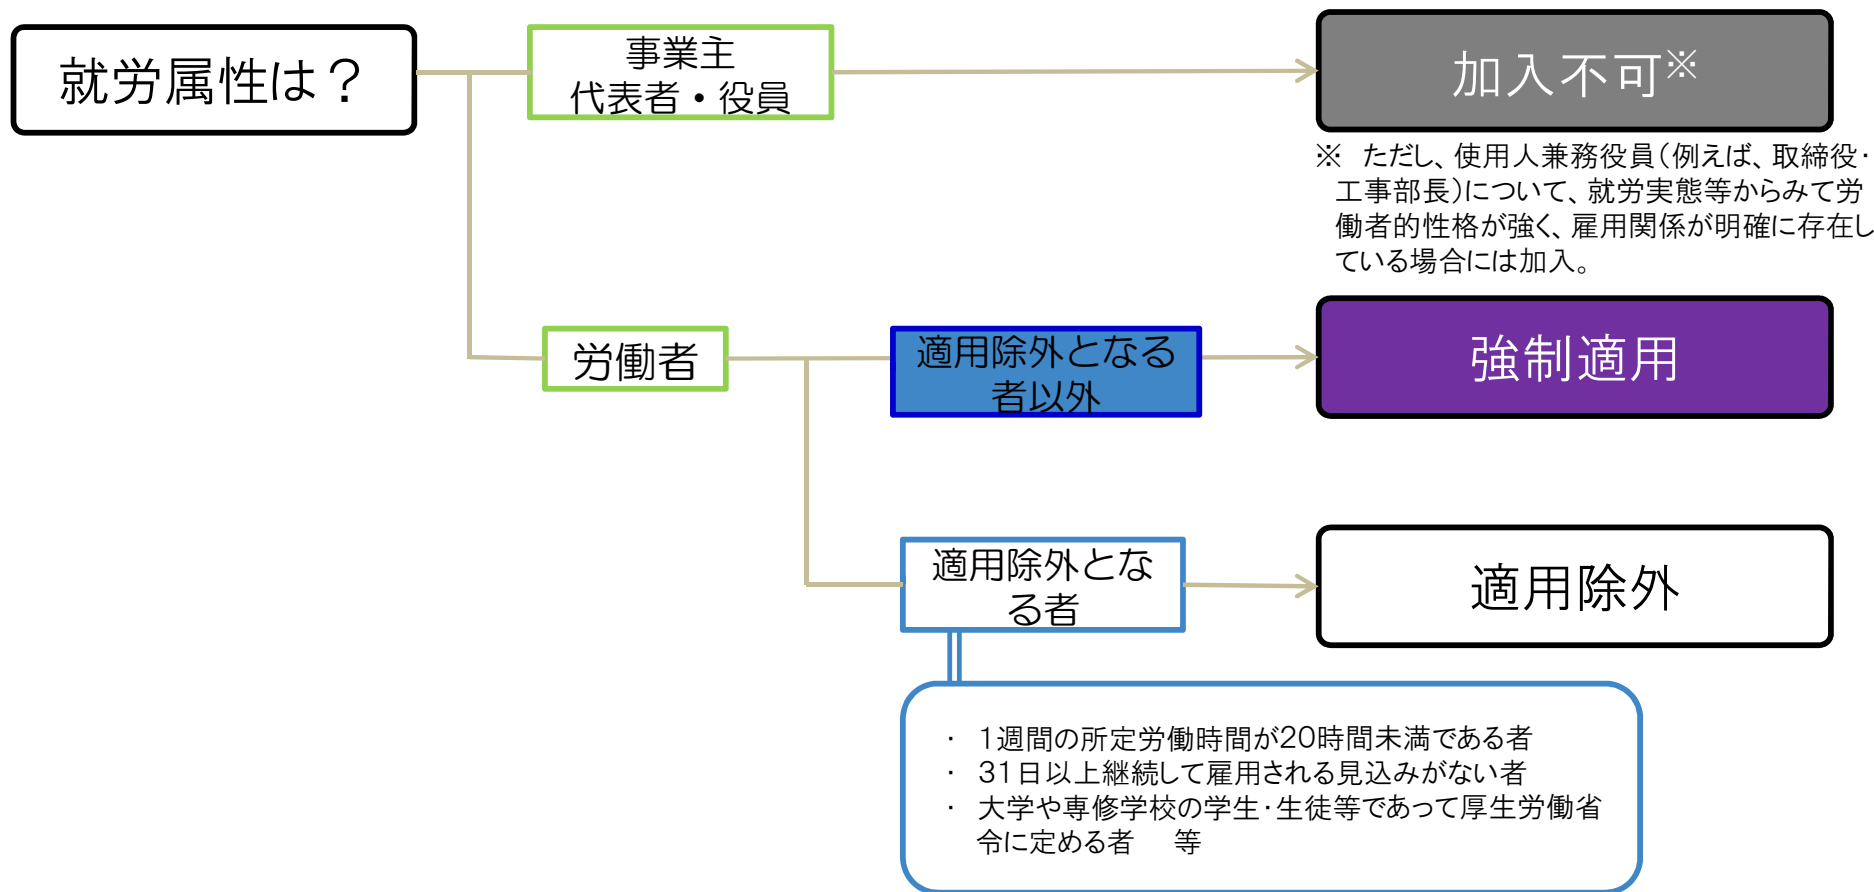 就労属性は？
事業主
代表者・役員
加入不可※
※　ただし、使用人兼務役員（例えば、取締役・
工事部長）について、就労実態等からみて労
働者的性格が強く、雇用関係が明確に存在し
ている場合には加入。
労働者
適用除外となる
者以外
強制適用
適用除外とな
る者
適用除外
・　1週間の所定労働時間が20時間未満である者
・　31日以上継続して雇用される見込みがない者
・　大学や専修学校の学生・生徒等であって厚生労働省
令に定める者　等